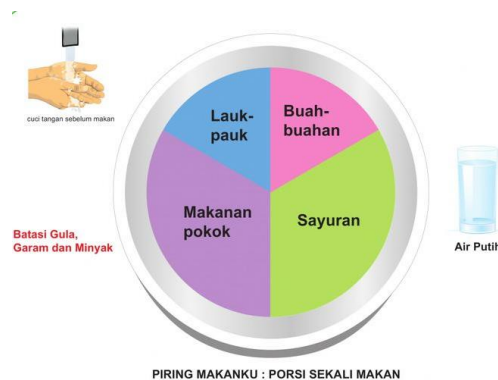 cuci tangan sebelum makan
Lauk-
pauk
Buah-
buahan
Makanan
pokok
Sayuran
Batasi Gula,
Garam dan Minyak
Air Putih
PIRING MAKANKU : PORSI SEKALI MAKAN